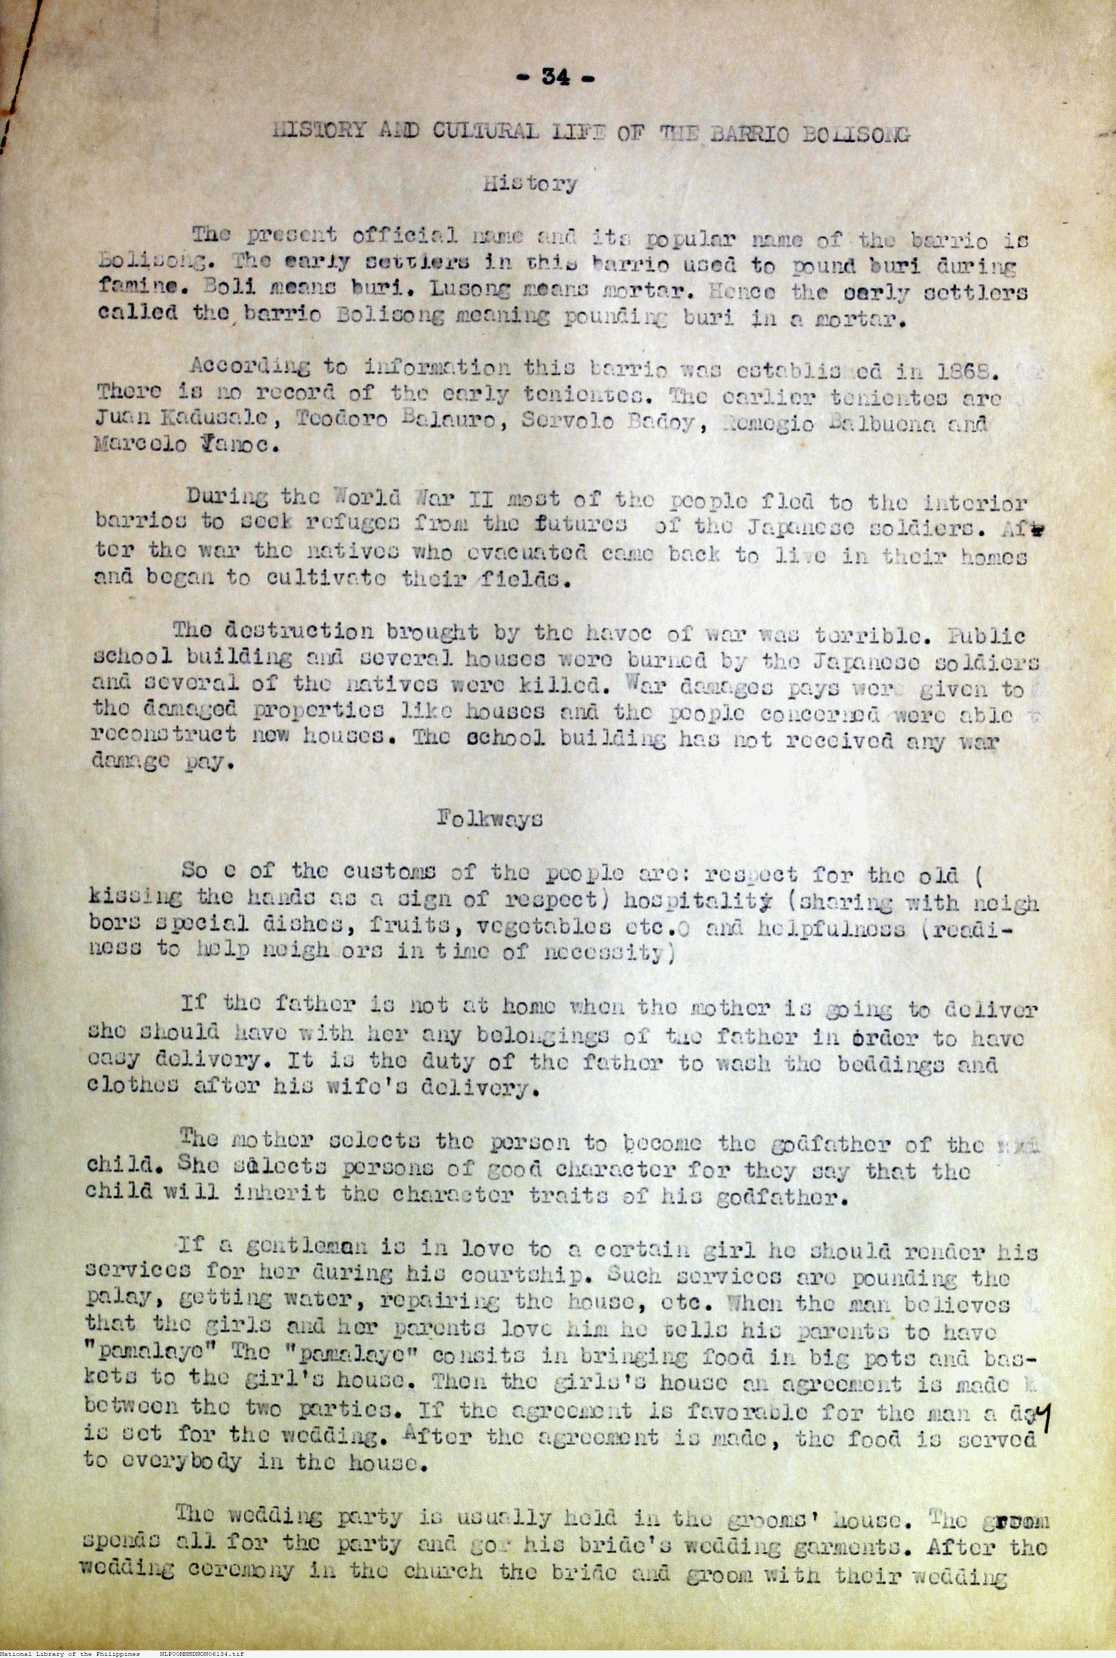 - 34 -
HISTORY AND CULTURAL LIFE OF THE BARRIO BOLISONG
History
The present official name and its popular name of the barrio is
Bolisong. The early settlers in this barrio used to pound buri during
famine. Boli means buri. Lusong means mortar. Hence the early settlers
called the barrio Bolisong meaning pounding buri in a mortar.
According to information this barrio was establis ed in 1868.
There is no record of the early tenientes. The earlier tenientes are
Juan Kadusale, Teodoro Balauro, Servolo Badoy, Remegio Balbuena and
Marcelo Yanoc.
During the World War II most of the people fled to the interior
barrios to seek refuges from the futures of the Japanese soldiers. Af
ter the war the natives who evacuated came back to live in their homes
and began to cultivate their fields.
The destruction brought by the havoc of war was terrible. Public
school building and several houses were burned by the Japanese soldiers
and several of the natives were killed. War damages pays were given to
the damaged properties like houses and the people concerned were able
reconstruct new houses. The school building has not received any war
damage pay.
Folkways
So e of the customs of the people are: respect for the old (
kissing the hands as a sign of respect) hospitality (sharing with neigh
bors special dishes, fruits, vegetables etc.) and helpfulness (readi-
ness to help neigh ors in time of necessity)
If the father is not at home when the mother is going to deliver
she should have with her any belongings of the father in order to have
easy delivery. It is the duty of the father to wash the beddings and
clothes after his wife's delivery.
The mother selects the person to become the godfather of the
child. She selects persons of good character for they say that the
child will inherit the character traits of his godfather.
If a gentleman is in love to a certain girl he should render his
services for her during his courtship. Such services are pounding the
palay, getting water, repairing the house, etc. When the man believes
that the girls and her parents love him he tells his parents to have
"pamalaye" The "pamalaye" consits in bringing food in big pots and bas-
kets to the girl's house. Then the girls's house an agreement is made
between the two parties. If the agreement is favorable for the man a day
is set for the wedding. After the agreement is made, the food is served
to everybody in the house.
The wedding party is usually held in the grooms' house. The groom
spends all for the party and gor his bride's wedding garments. After the
wedding ceremony in the church the bride and groom with their wedding
National Library of the Philippines